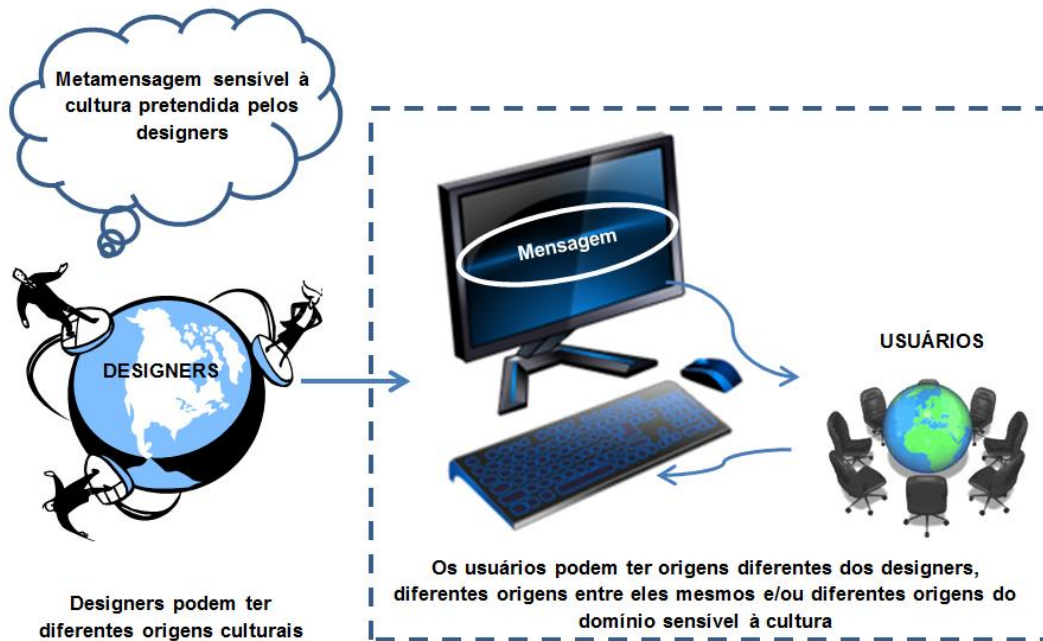 Metamensagem sensível à
cultura pretendida pelos
designers
Mensagem
DESIGNERS
USUÁRIOS
Os usuários podem ter origens diferentes dos designers,
diferentes origens entre eles mesmos e/ou diferentes origens do
domínio sensível à cultura
Designers podem ter
diferentes origens culturais